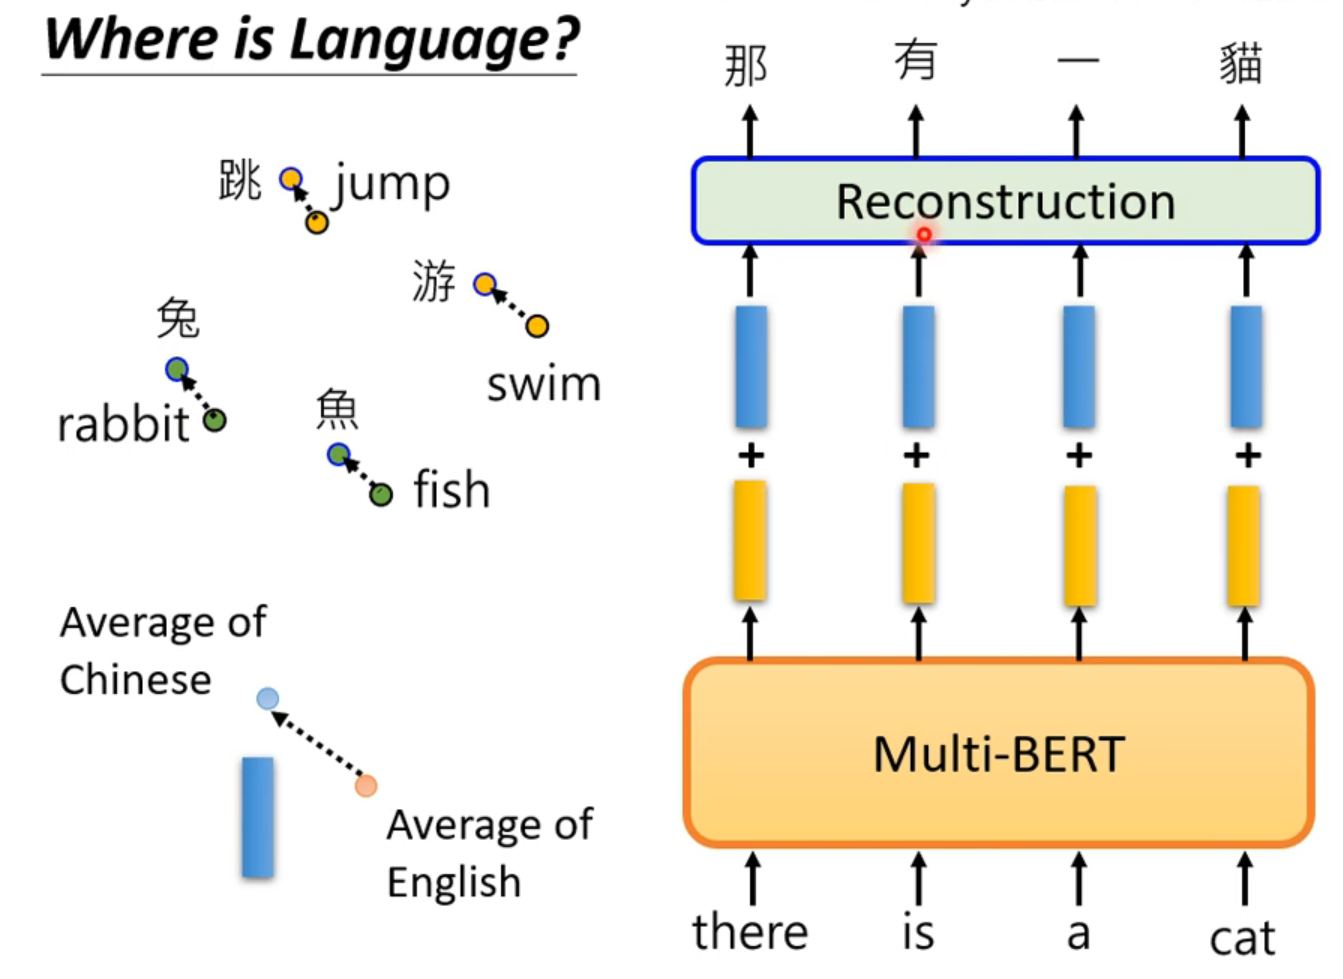 Where is Language?
跳 jump
游
swim
兔
rabbit
魚
fish
Average of
Chinese
Average of
English
那 有 一 貓
Reconstruction
+ + + +
Multi-BERT
there is a cat